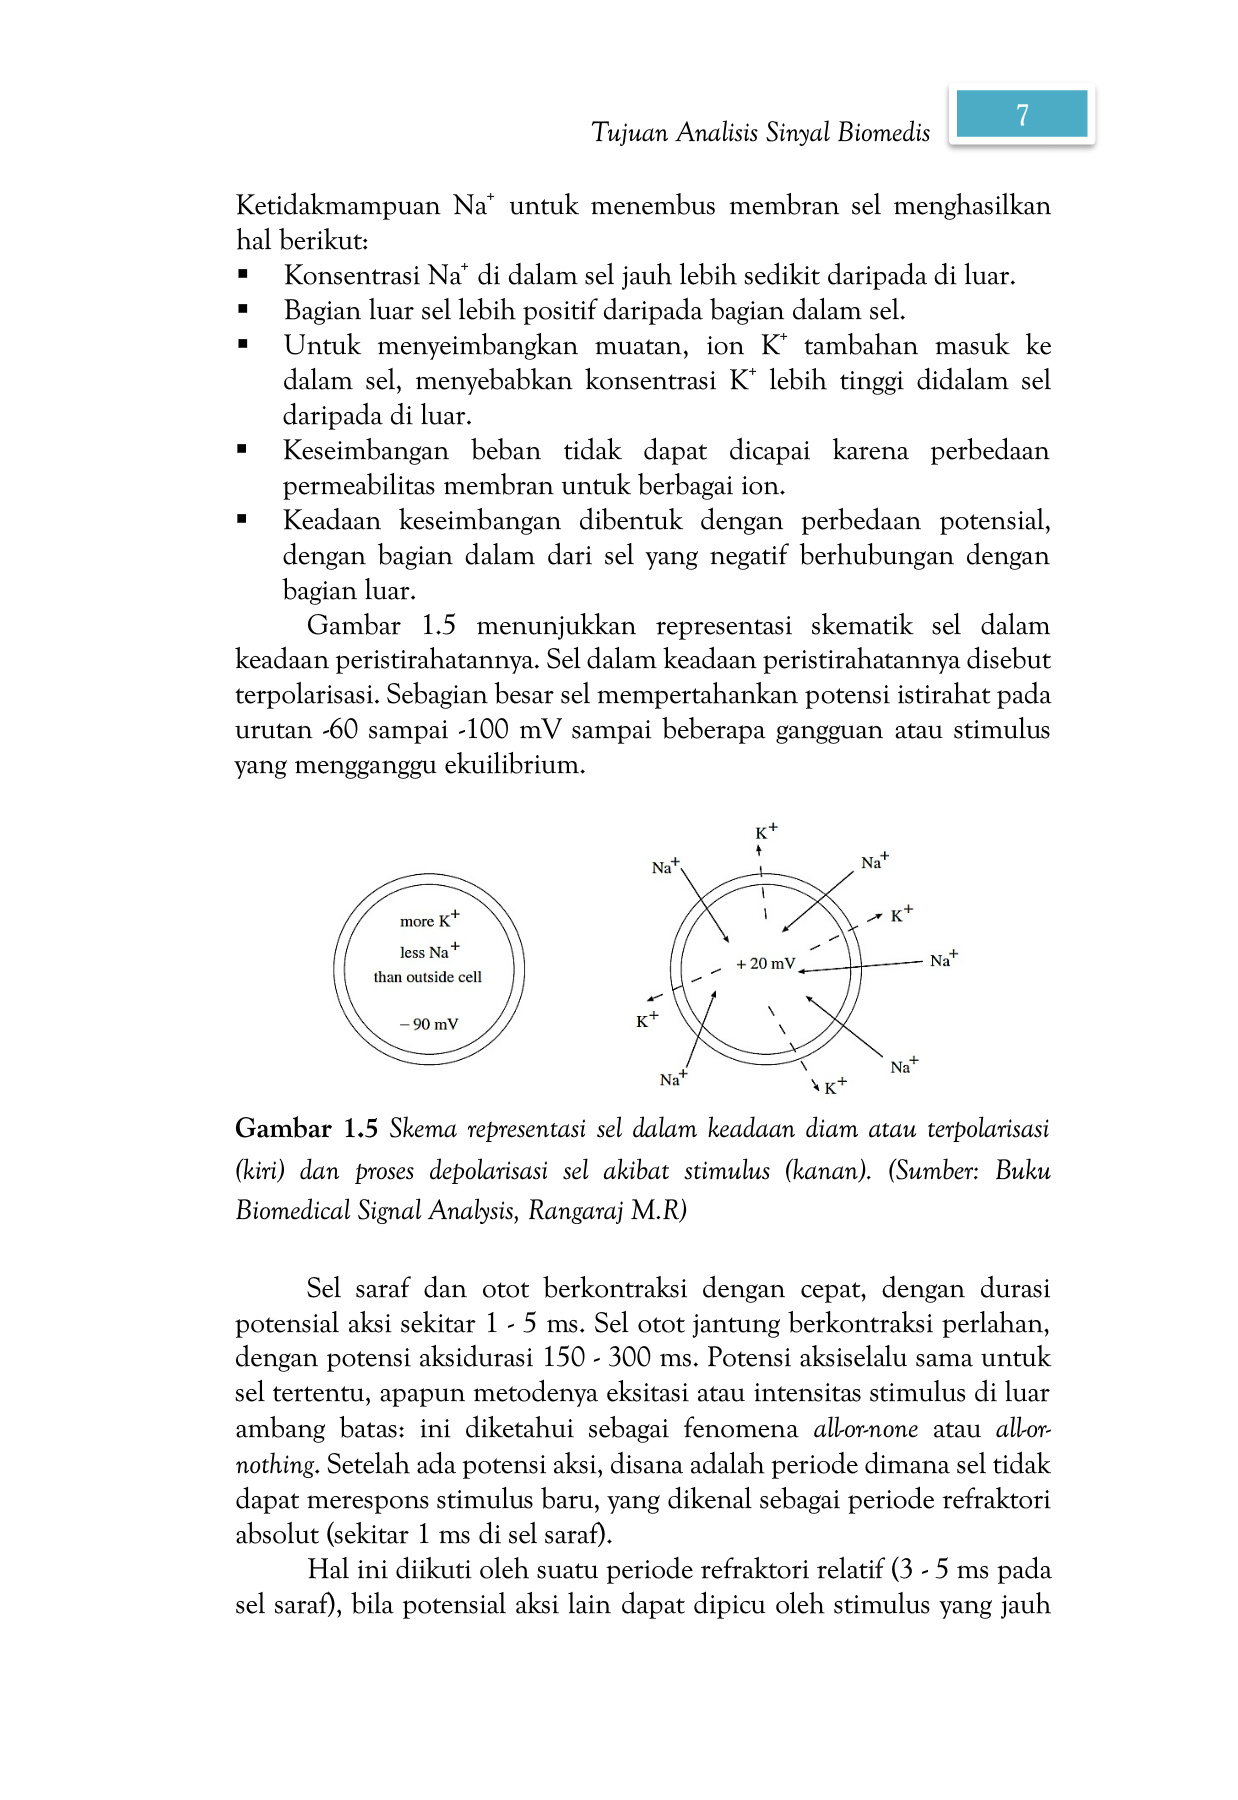 Tujuan Analisis Sinyal Biomedis
7
Ketidakmampuan Na⁺ untuk menembus membran sel menghasilkan
hal berikut:
▪ Konsentrasi Na⁺ di dalam sel jauh lebih sedikit daripada di luar.
▪ Bagian luar sel lebih positif daripada bagian dalam sel.
▪ Untuk menyeimbangkan muatan, ion K⁺ tambahan masuk ke
dalam sel, menyebabkan konsentrasi K⁺ lebih tinggi didalam sel
daripada di luar.
▪ Keseimbangan beban tidak dapat dicapai karena perbedaan
permeabilitas membran untuk berbagai ion.
▪ Keadaan keseimbangan dibentuk dengan perbedaan potensial,
dengan bagian dalam dari sel yang negatif berhubungan dengan
bagian luar.
Gambar 1.5 menunjukkan representasi skematik sel dalam
keadaan peristirahatannya. Sel dalam keadaan peristirahatannya disebut
terpolarisasi. Sebagian besar sel mempertahankan potensi istirahat pada
urutan -60 sampai -100 mV sampai beberapa gangguan atau stimulus
yang mengganggu ekuilibrium.
more K⁺
less Na⁺
than outside cell
– 90 mV
K⁺
Na⁺
Na⁺
K⁺
+ 20 mV
Na⁺
K⁺
Na⁺
Na⁺
K⁺
Gambar 1.5 Skema representasi sel dalam keadaan diam atau terpolarisasi
(kiri) dan proses depolarisasi sel akibat stimulus (kanan). (Sumber: Buku
Biomedical Signal Analysis, Rangaraj M.R)
Sel saraf dan otot berkontraksi dengan cepat, dengan durasi
potensial aksi sekitar 1 - 5 ms. Sel otot jantung berkontraksi perlahan,
dengan potensi aksidurasi 150 - 300 ms. Potensi aksiselalu sama untuk
sel tertentu, apapun metodenya eksitasi atau intensitas stimulus di luar
ambang batas: ini diketahui sebagai fenomena all-or-none atau all-or-
nothing. Setelah ada potensi aksi, disana adalah periode dimana sel tidak
dapat merespons stimulus baru, yang dikenal sebagai periode refraktori
absolut (sekitar 1 ms di sel saraf).
Hal ini diikuti oleh suatu periode refraktori relatif (3 - 5 ms pada
sel saraf), bila potensial aksi lain dapat dipicu oleh stimulus yang jauh